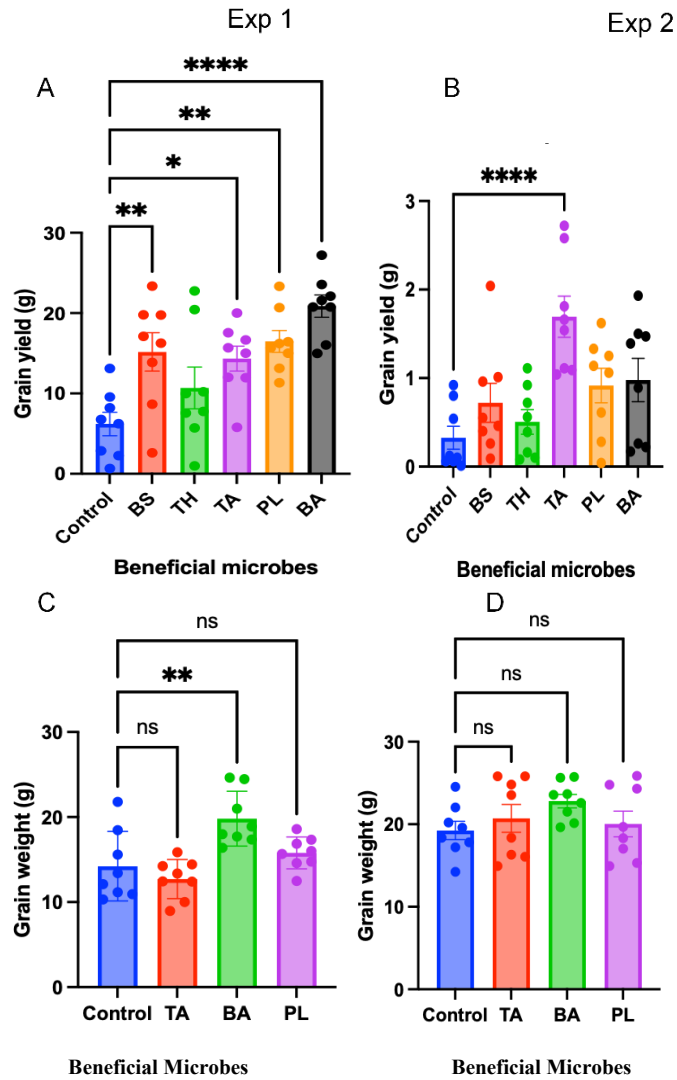 Exp 1
Exp 2
A
****
**
*
**
Grain yield (g)
30
20
10
0
Control
BS
TH
TA
PL
BA
Beneficial microbes
B
****
Grain yield (g)
3
2
1
0
Control
BS
TH
TA
PL
BA
Beneficial microbes
C
ns
**
ns
Grain weight (g)
30
20
10
0
Control TA BA PL
Beneficial Microbes
D
ns
ns
ns
Grain weight (g)
30
20
10
0
Control TA BA PL
Beneficial Microbes